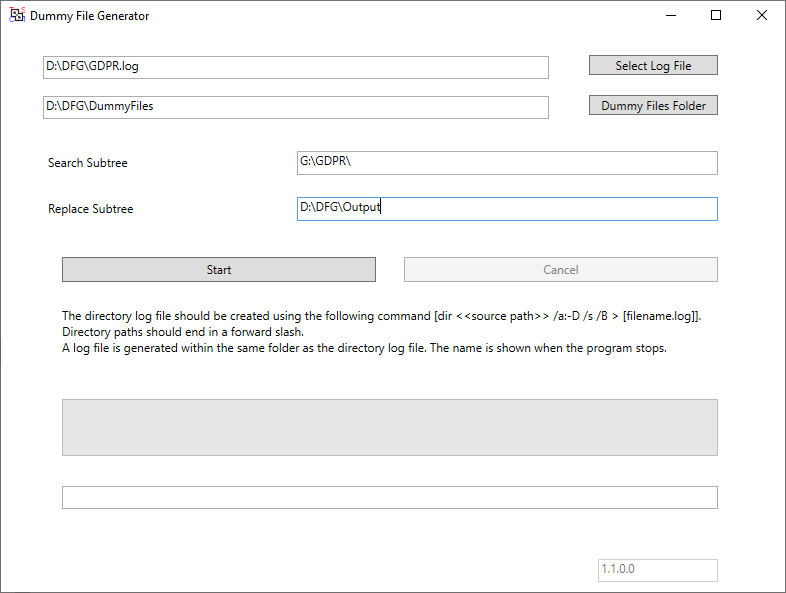 Dummy File Generator
D:\DFG\GDPR.log
Select Log File
D:\DFG\DummyFiles
Dummy Files Folder
Search Subtree
G:\GDPR\
Replace Subtree
D:\DFG\Output
Start
Cancel
The directory log file should be created using the following command [dir <<source path>> /a:-D /s /B > [filename.log]].
Directory paths should end in a forward slash.
A log file is generated within the same folder as the directory log file. The name is shown when the program stops.
1.1.0.0